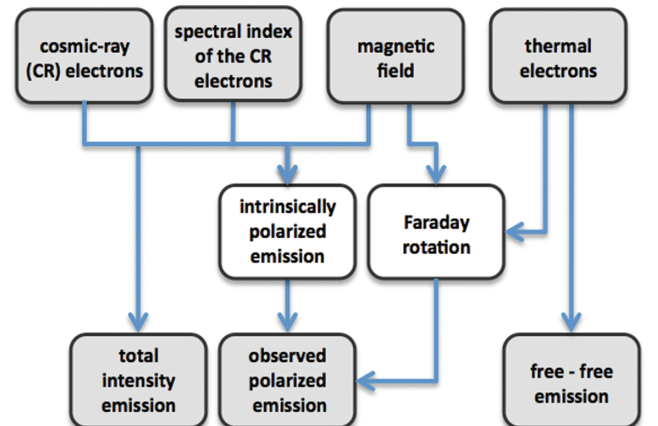 cosmic-ray
(CR) electrons
spectral index
of the CR
electrons
magnetic
field
thermal
electrons
intrinsically
polarized
emission
Faraday
rotation
total
intensity
emission
observed
polarized
emission
free - free
emission